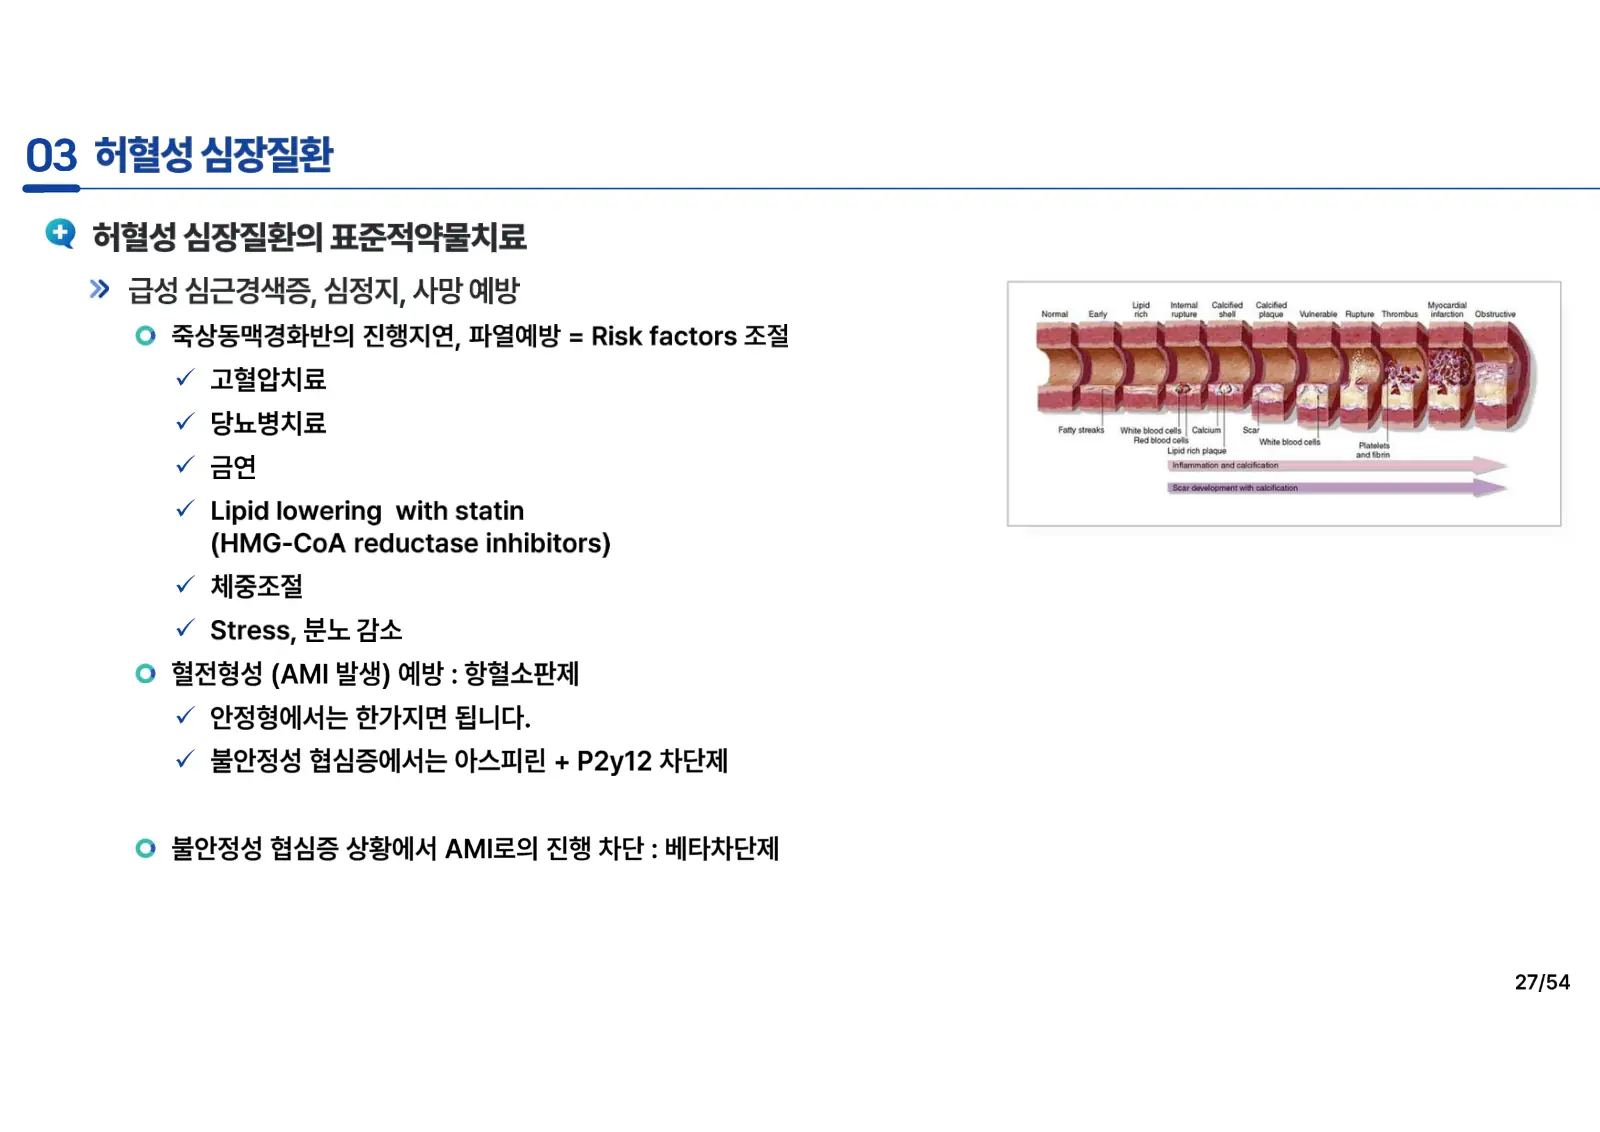 03 허혈성 심장질환
허혈성 심장질환의 표준적약물치료
급성 심근경색증, 심정지, 사망 예방
죽상동맥경화반의 진행지연, 파열예방 = Risk factors 조절
고혈압치료
당뇨병치료
금연
Lipid lowering with statin
(HMG-CoA reductase inhibitors)
체중조절
Stress, 분노 감소
혈전형성 (AMI 발생) 예방 : 항혈소판제
안정형에서는 한가지면 됩니다.
불안정성 협심증에서는 아스피린 + P2y12 차단제
불안정성 협심증 상황에서 AMI로의 진행 차단 : 베타차단제
Normal
Early
Lipid rich
Internal rupture
Calcified shell
Calcified plaque
Vulnerable
Rupture
Thrombus
Myocardial infarction
Obstructive
Fatty streaks
White blood cells
Red blood cells
Lipid rich plaque
Calcium
Scar
White blood cells
Platelets and fibrin
Inflammation and calcification
Scar development with calcification
27/54